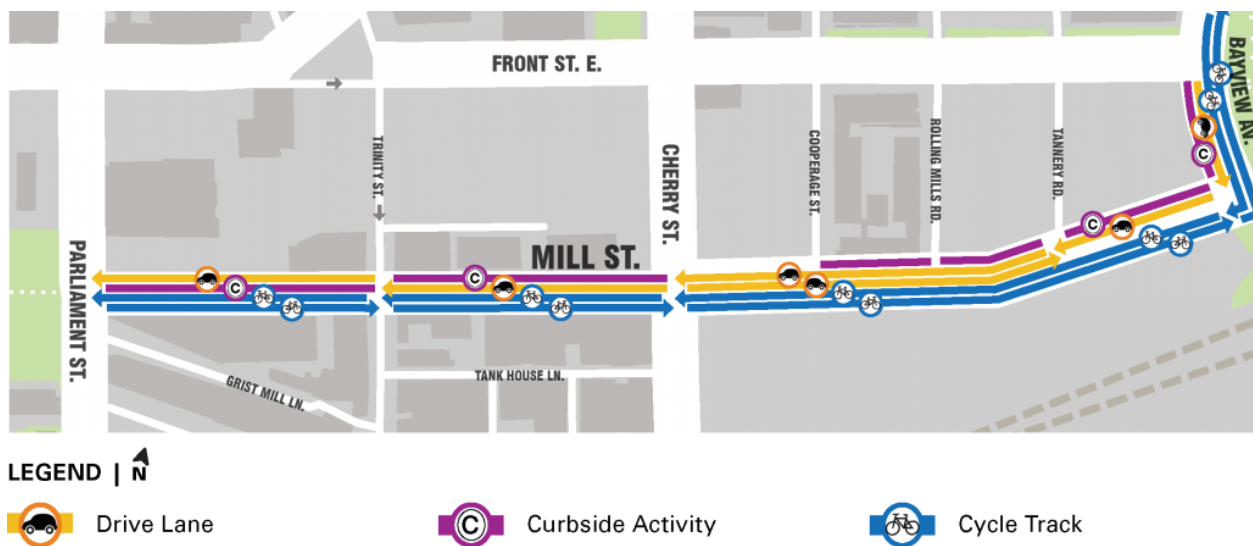 FRONT ST. E.
BAYVIEW AV.
TRINITY ST.
CHERRY ST.
COOPERAGE ST.
ROLLING MILLS RD.
TANNERY RD.
PARLIAMENT ST.
MILL ST.
C
C
C
C
GRIST MILL LN.
TANK HOUSE LN.
LEGEND | N
Drive Lane
C Curbside Activity
Cycle Track